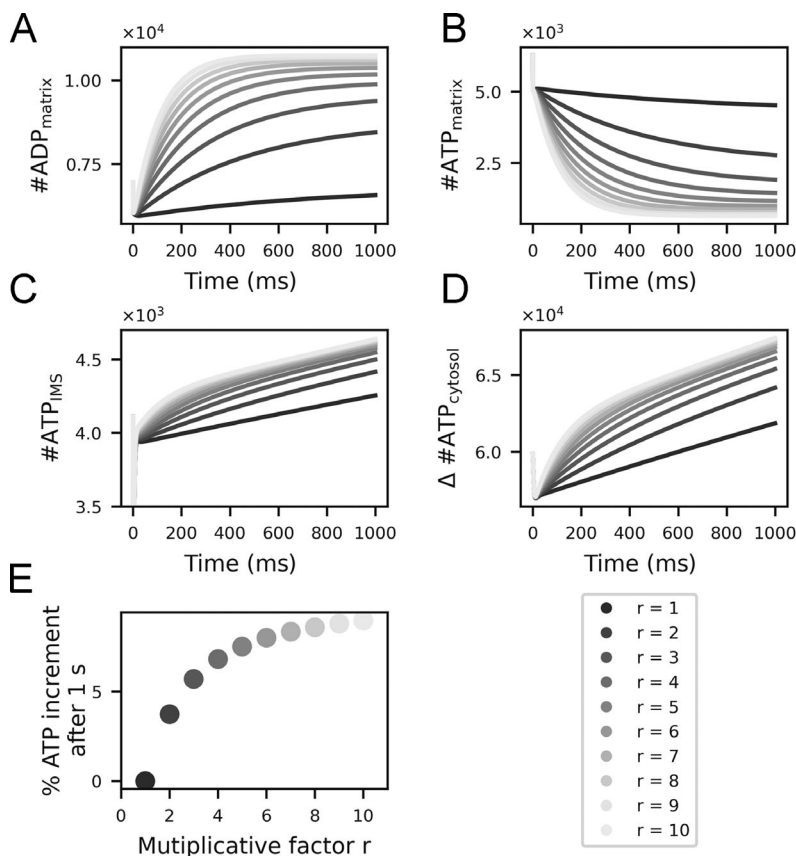 A
×10⁴
#ADPmatrix
1.00
0.75
0 200 400 600 800 1000
Time (ms)
B
×10³
#ATPmatrix
5.0
2.5
0 200 400 600 800 1000
Time (ms)
C
×10³
#ATPIMS
4.5
4.0
3.5
0 200 400 600 800 1000
Time (ms)
D
×10⁴
Δ #ATPcytosol
6.5
6.0
0 200 400 600 800 1000
Time (ms)
E
% ATP increment
after 1 s
5
0
0 2 4 6 8 10
Mutiplicative factor r
r = 1
r = 2
r = 3
r = 4
r = 5
r = 6
r = 7
r = 8
r = 9
r = 10